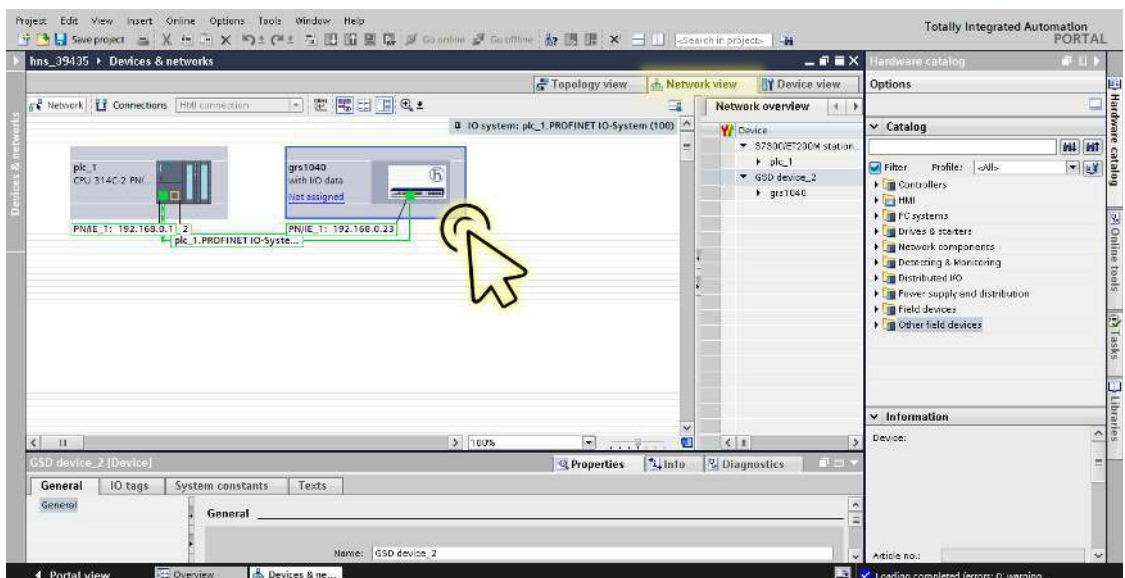 Project Edit View Insert Online Options Tools Window Help
Totally Integrated Automation
PORTAL
Save project
Go online
Go offline
<Search in project>
hns_39435 ▸ Devices & networks
Hardware catalog
Topology view
Network view
Device view
Options
Network
Connections
HMI connection
Network overview
IO system: plc_1.PROFINET IO-System (100)
Catalog
Device
S7300/ET200M station...
plc_1
GSD device_2
grs1040
Filter
Profile:
<All>
Controllers
HMI
PC systems
Drives & starters
Network components
Detecting & Monitoring
Distributed I/O
Power supply and distribution
Field devices
Other field devices
plc_1
CPU 314C-2 PN/...
grs1040
with I/O data
Not assigned
PN/IE_1: 192.168.0.1
2
PN/IE_1: 192.168.0.23
plc_1.PROFINET IO-Syste...
100%
Information
Device:
GSD device_2 [Device]
Properties
Info
Diagnostics
General
IO tags
System constants
Texts
General
General
Name:
GSD device_2
Article no.:
Devices & networks
Hardware catalog
Online tools
Tasks
Libraries
Portal view
Overview
Devices & ne...
Loading completed (errors: 0; warning